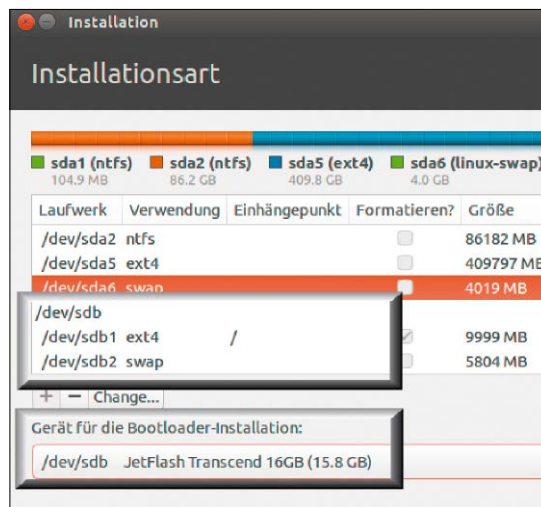 Installation
Installationsart
sda1 (ntfs) sda2 (ntfs) sda5 (ext4) sda6 (linux-swap)
104.9 MB 86.2 GB 409.8 GB 4.0 GB
Laufwerk Verwendung Einhängepunkt Formatieren? Größe
/dev/sda2 ntfs 86182 MB
/dev/sda5 ext4 409797 MB
/dev/sda6 swap 4019 MB
/dev/sdb
/dev/sdb1 ext4 / 9999 MB
/dev/sdb2 swap 5804 MB
+ − Change...
Gerät für die Bootloader-Installation:
/dev/sdb JetFlash Transcend 16GB (15.8 GB)